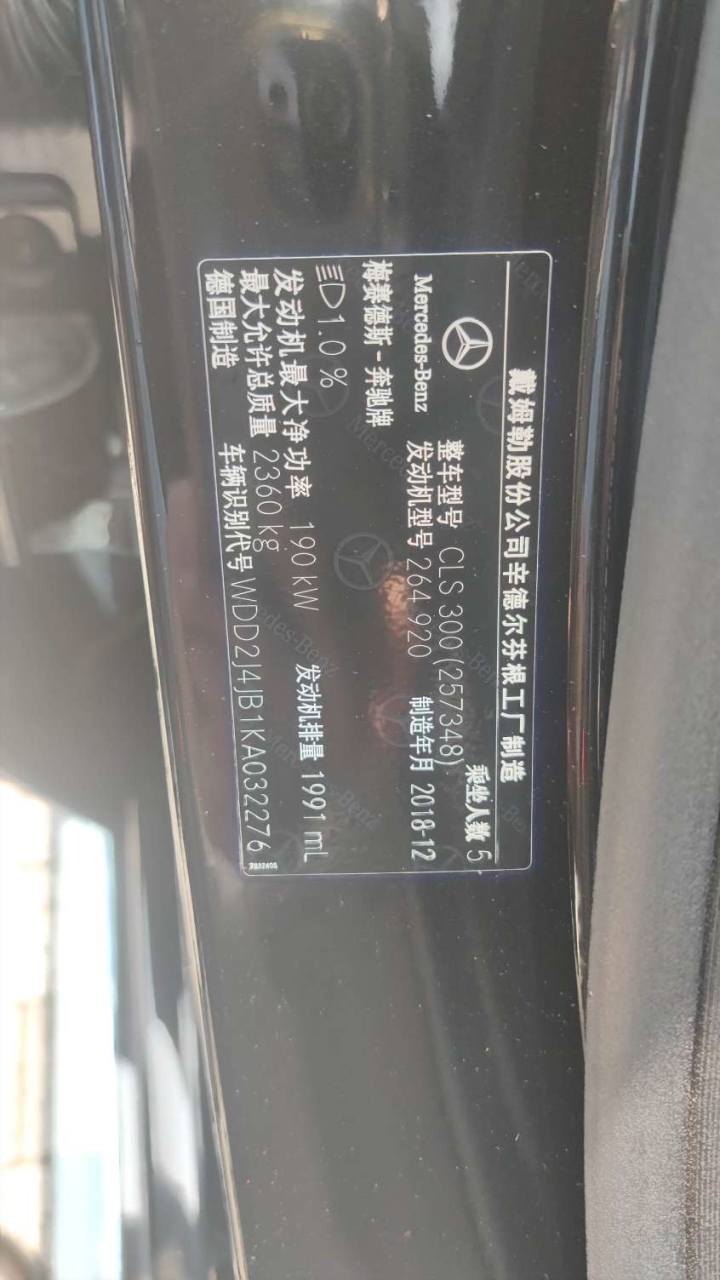 戴姆勒股份公司辛德尔芬根工厂制造
Mercedes-Benz
梅赛德斯-奔驰牌
乘坐人数 5
整车型号 CLS 300 (257348)
发动机型号 264 920 制造年月 2018-12
1.0 %
发动机最大净功率 190 kW 发动机排量 1991 mL
最大允许总质量 2360 kg
德国制造 车辆识别代号 WDD2J4JB1KA032276